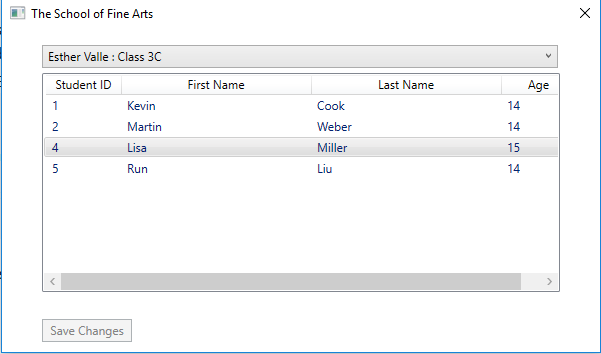 The School of Fine Arts
Esther Valle : Class 3C
Student ID First Name Last Name Age
1 Kevin Cook 14
2 Martin Weber 14
4 Lisa Miller 15
5 Run Liu 14
Save Changes